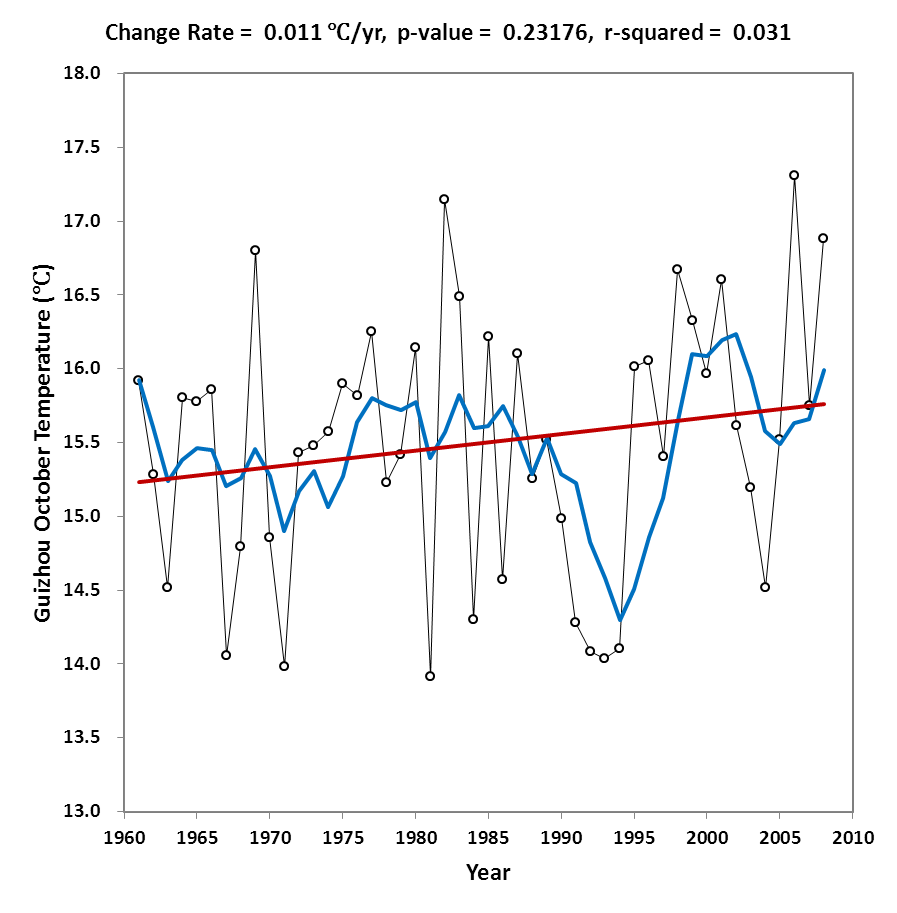 Change Rate = 0.011 ℃/yr, p-value = 0.23176, r-squared = 0.031
18.0
17.5
17.0
16.5
16.0
15.5
15.0
14.5
14.0
13.5
13.0
Guizhou October Temperature (℃)
1960 1965 1970 1975 1980 1985 1990 1995 2000 2005 2010
Year